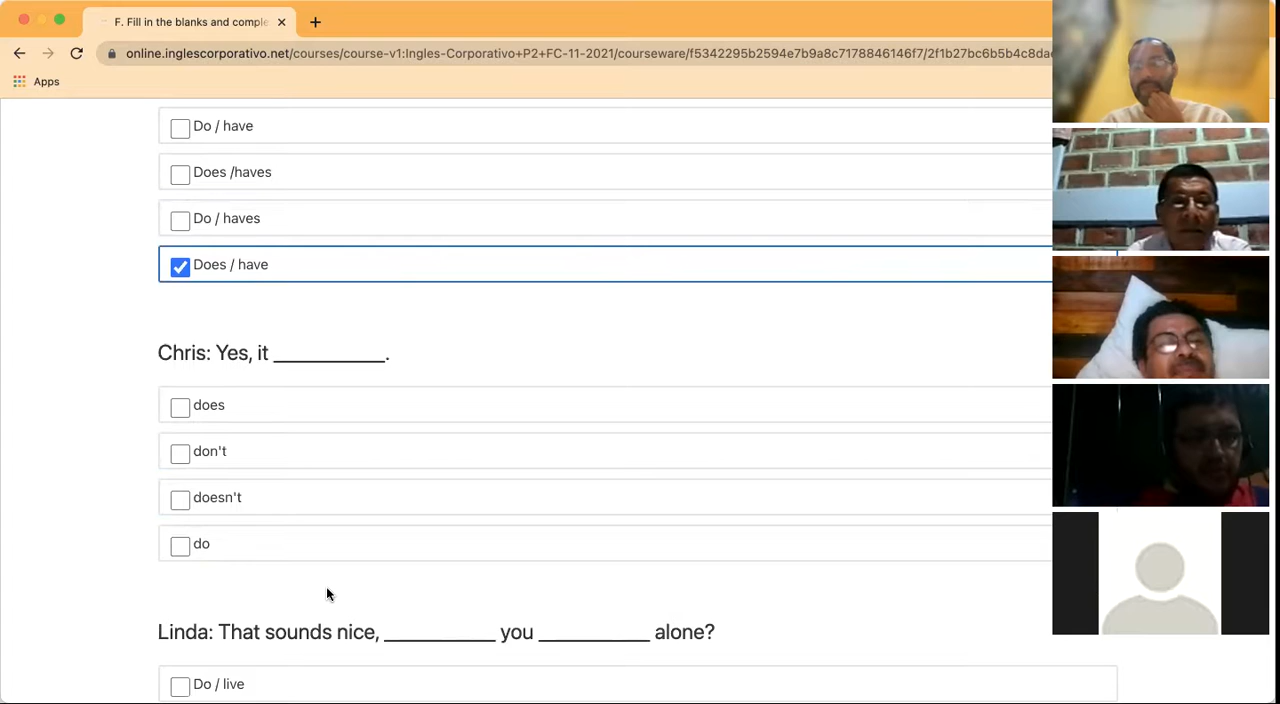 F. Fill in the blanks and comple
online.inglescorporativo.net/courses/course-v1:Ingles-Corporativo+P2+FC-11-2021/courseware/f5342295b2594e7b9a8c7178846146f7/2f1b27bc6b5b4c8dae
Apps
Do / have
Does /haves
Do / haves
Does / have
Chris: Yes, it ___________.
does
don't
doesn't
do
Linda: That sounds nice, ___________ you ___________ alone?
Do / live